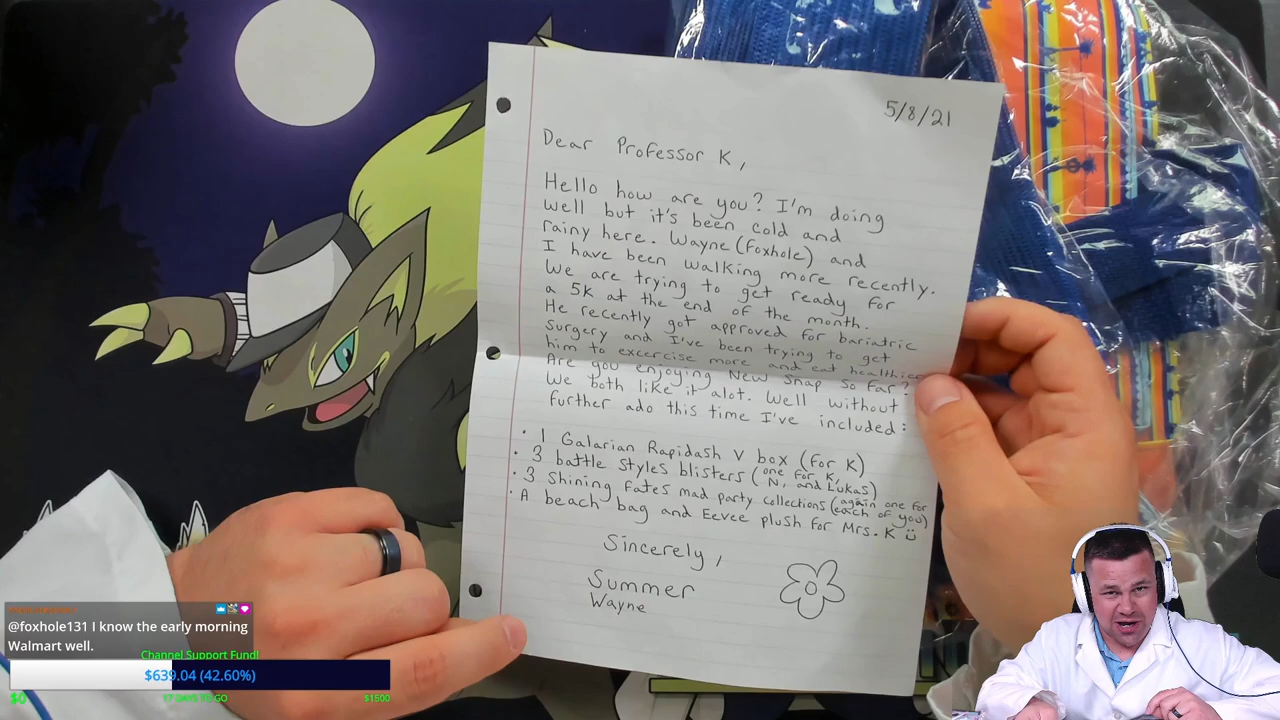 5/8/21
Dear Professor K,
Hello how are you? I'm doing
well but it's been cold and
rainy here. Wayne (Foxhole) and
I have been walking more recently.
We are trying to get ready for
a 5K at the end of the month.
He recently got approved for bariatric
surgery and I've been trying to get
him to excercise more and eat healthier
Are you enjoying New Snap so far?
We both like it alot. Well without
further ado this time I've included:
• 1 Galarian Rapidash V box (for K)
• 3 battle styles blisters (one for K, N, and Lukas)
• 3 Shining Fates mad party collections (again one for each of you)
• A beach bag and Eevee plush for Mrs. K
Sincerely,
Summer
Wayne
@foxhole131 I know the early morning
Walmart well.
Channel Support Fund!
$639.04 (42.60%)
$0
17 DAYS TO GO
$1500